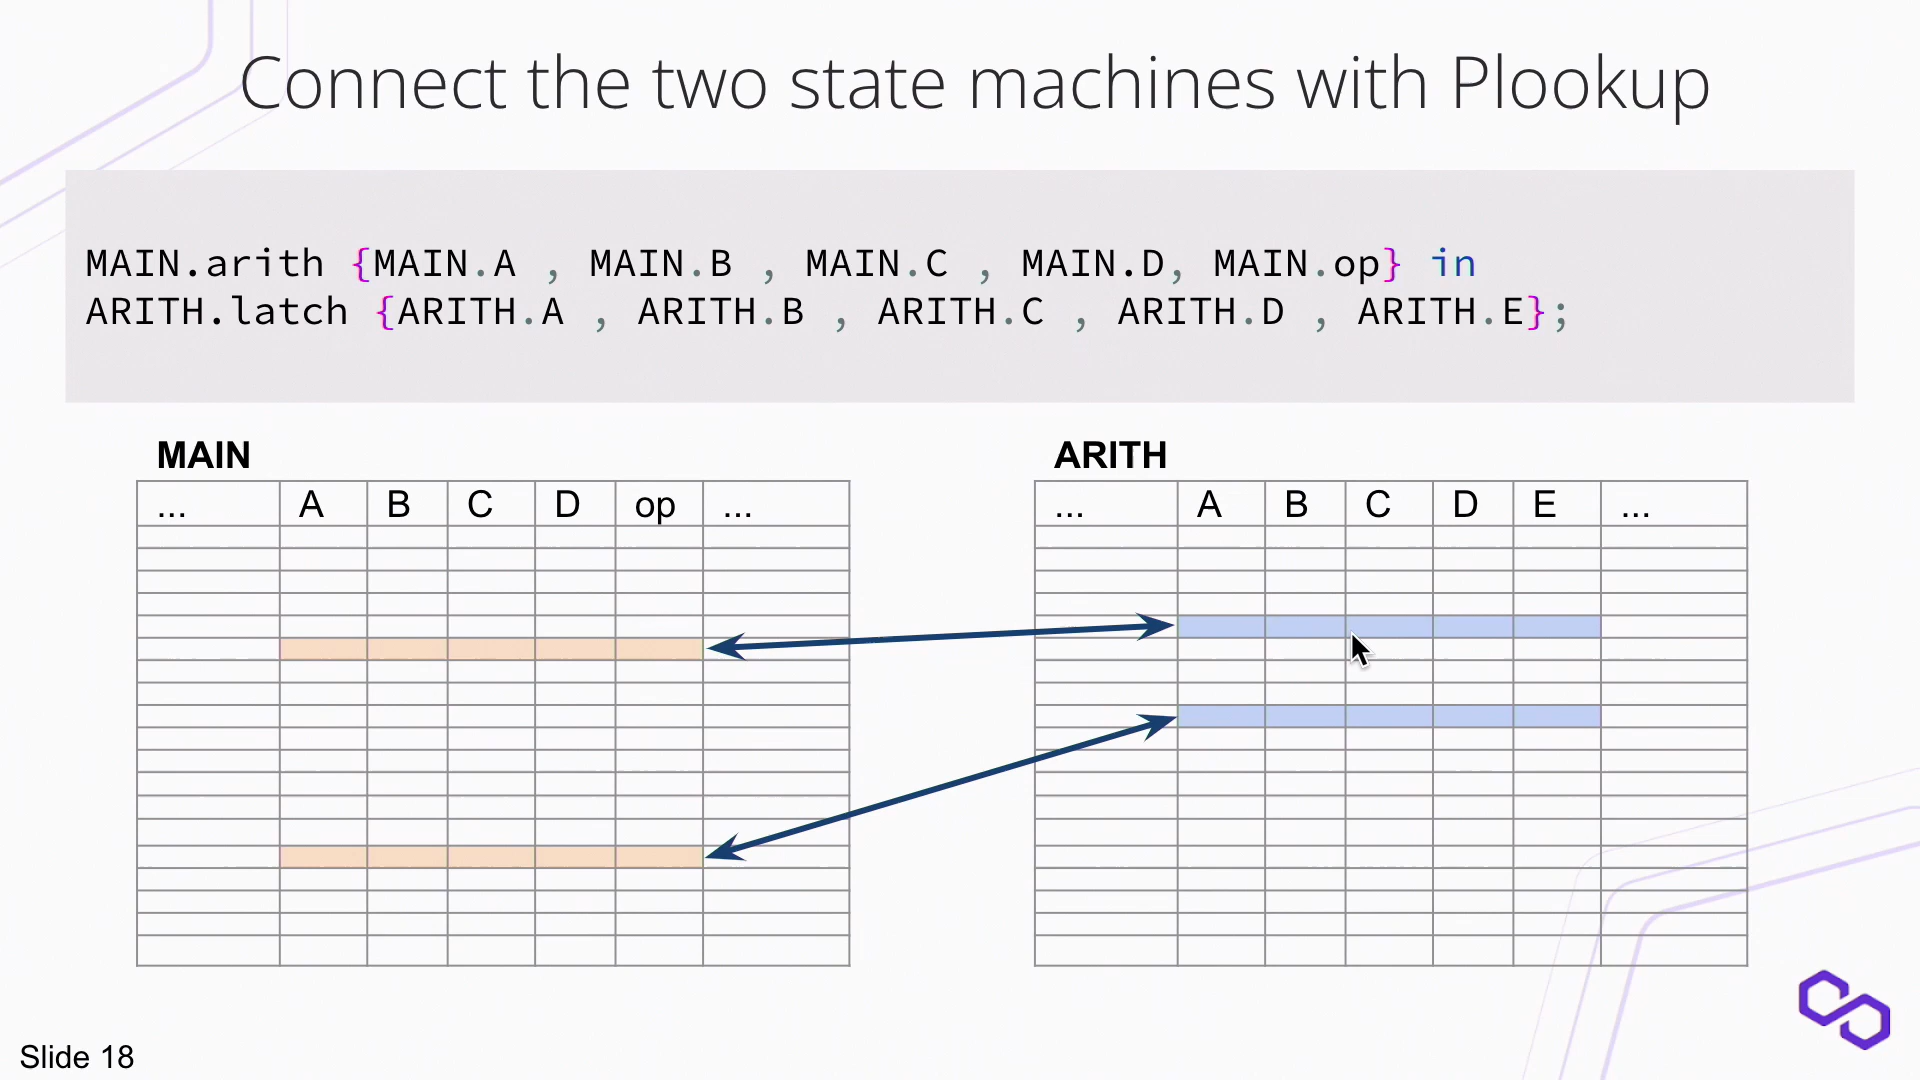 Connect the two state machines with Plookup
MAIN.arith {MAIN.A , MAIN.B , MAIN.C , MAIN.D, MAIN.op} in
ARITH.latch {ARITH.A , ARITH.B , ARITH.C , ARITH.D , ARITH.E};
MAIN
... A B C D op ...
ARITH
... A B C D E ...
Slide 18